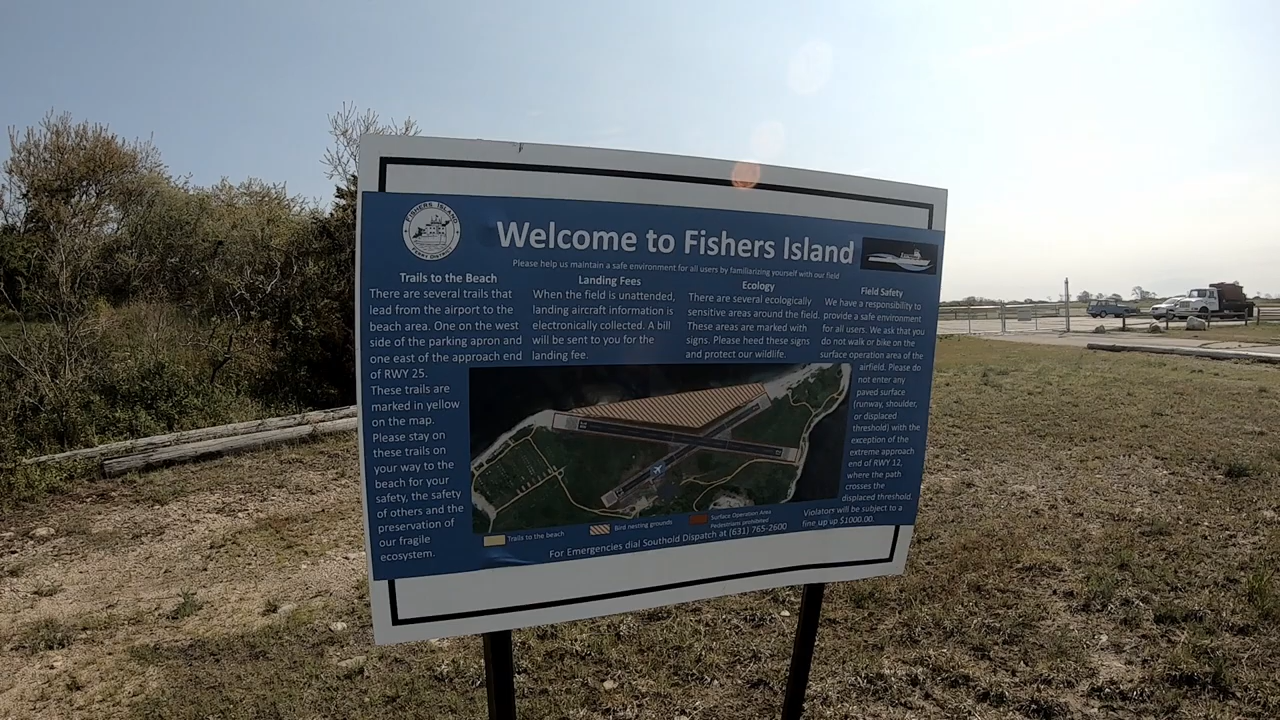 FISHERS ISLAND
FERRY DISTRICT
Welcome to Fishers Island
Please help us maintain a safe environment for all users by familiarizing yourself with our field
Trails to the Beach
There are several trails that
lead from the airport to the
beach area. One on the west
side of the parking apron and
one east of the approach end
of RWY 25.
These trails are
marked in yellow
on the map.
Please stay on
these trails on
your way to the
beach for your
safety, the safety
of others and the
preservation of
our fragile
ecosystem.
Landing Fees
When the field is unattended,
landing aircraft information is
electronically collected. A bill
will be sent to you for the
landing fee.
Ecology
There are several ecologically
sensitive areas around the field.
These areas are marked with
signs. Please heed these signs
and protect our wildlife.
Field Safety
We have a responsibility to
provide a safe environment
for all users. We ask that you
do not walk or bike on the
surface operation area of the
airfield. Please do
not enter any
paved surface
(runway, shoulder,
or displaced
threshold) with the
exception of the
extreme approach
end of RWY 12,
where the path
crosses the
displaced threshold.
Violators will be subject to a
fine up up $1000.00.
Trails to the beach
Bird nesting grounds
Surface Operation Area
Pedestrians prohibited
For Emergencies dial Southold Dispatch at (631) 765-2600